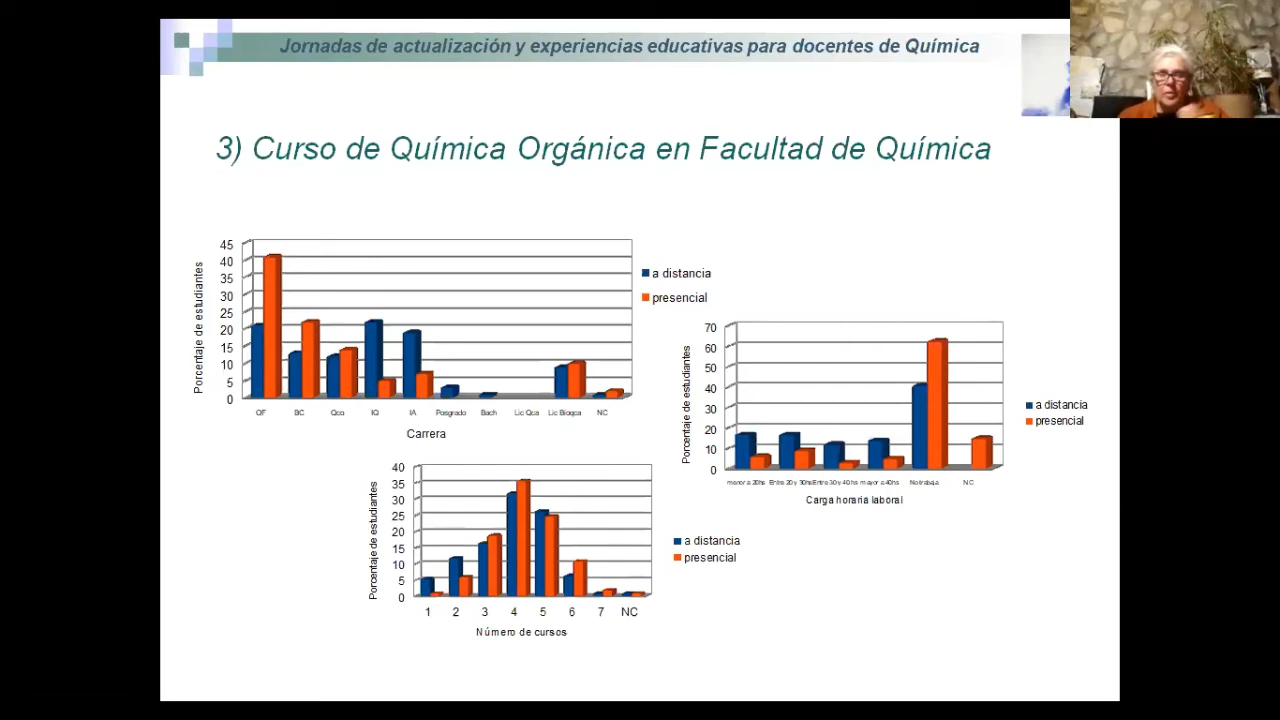 Jornadas de actualización y experiencias educativas para docentes de Química
3) Curso de Química Orgánica en Facultad de Química
Porcentaje de estudiantes
45
40
35
30
25
20
15
10
5
0
QF BC Qco IQ IA Posgrado Bach Lic Qca Lic Bioqca NC
Carrera
a distancia
presencial
Porcentaje de estudiantes
70
60
50
40
30
20
10
0
menor a 20hs Entre 20 y 30hs Entre 30 y 40 hs mayor a 40hs No trabaja NC
Carga horaria laboral
a distancia
presencial
Porcentaje de estudiantes
40
35
30
25
20
15
10
5
0
1 2 3 4 5 6 7 NC
Número de cursos
a distancia
presencial